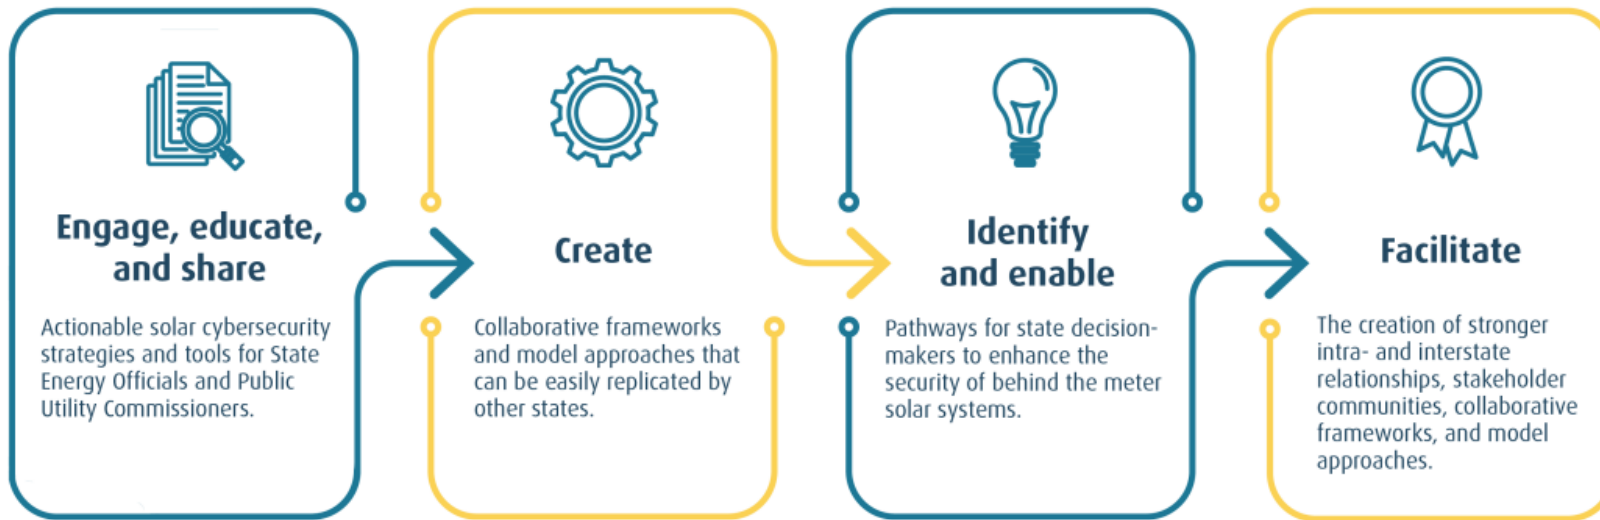 Engage, educate,
and share
Actionable solar cybersecurity
strategies and tools for State
Energy Officials and Public
Utility Commissioners.
Create
Collaborative frameworks
and model approaches that
can be easily replicated by
other states.
Identify
and enable
Pathways for state decision-
makers to enhance the
security of behind the meter
solar systems.
Facilitate
The creation of stronger
intra- and interstate
relationships, stakeholder
communities, collaborative
frameworks, and model
approaches.